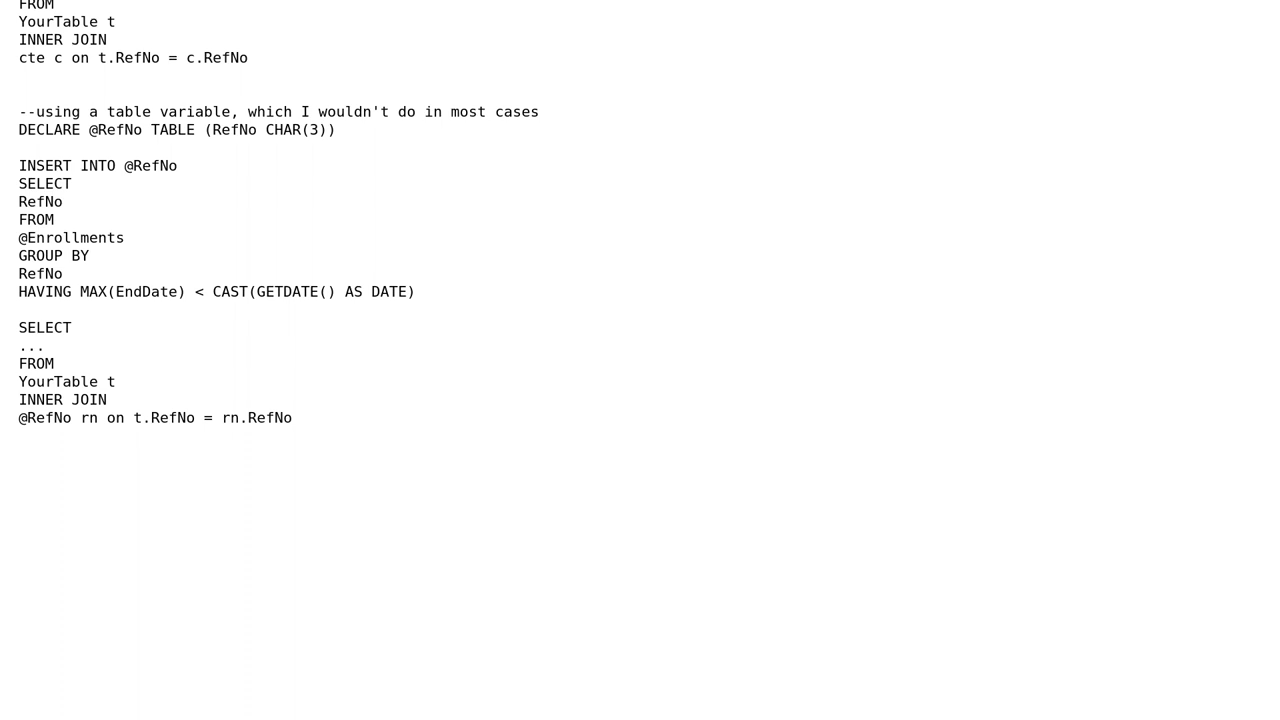 FROM
YourTable t
INNER JOIN
cte c on t.RefNo = c.RefNo
--using a table variable, which I wouldn't do in most cases
DECLARE @RefNo TABLE (RefNo CHAR(3))
INSERT INTO @RefNo
SELECT
RefNo
FROM
@Enrollments
GROUP BY
RefNo
HAVING MAX(EndDate) < CAST(GETDATE() AS DATE)
SELECT
...
FROM
YourTable t
INNER JOIN
@RefNo rn on t.RefNo = rn.RefNo